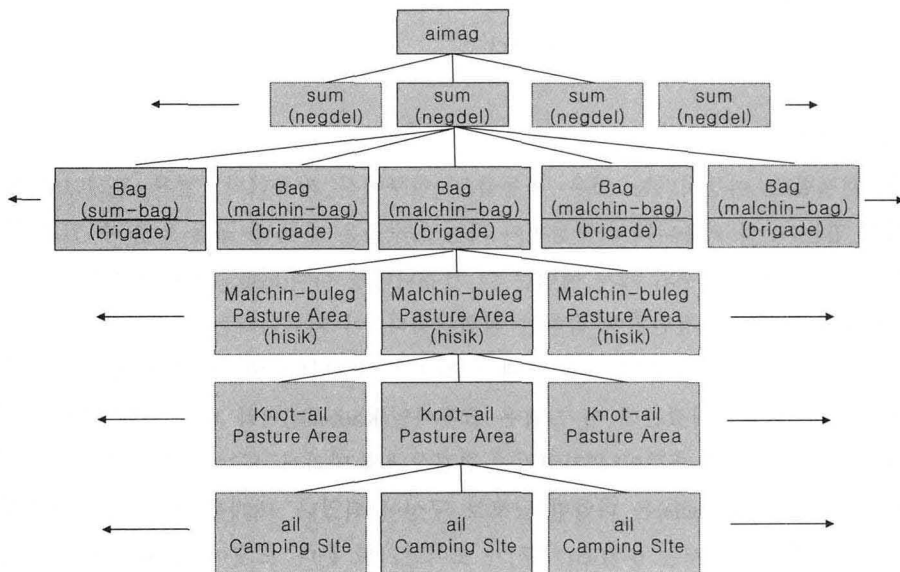 aimag
sum
(negdel)
sum
(negdel)
sum
(negdel)
sum
(negdel)
Bag
(sum-bag)
(brigade)
Bag
(malchin-bag)
(brigade)
Bag
(malchin-bag)
(brigade)
Bag
(malchin-bag)
(brigade)
Bag
(malchin-bag)
(brigade)
Malchin-buleg
Pasture Area
(hisik)
Malchin-buleg
Pasture Area
(hisik)
Malchin-buleg
Pasture Area
(hisik)
Knot-ail
Pasture Area
Knot-ail
Pasture Area
Knot-ail
Pasture Area
ail
Camping SIte
ail
Camping SIte
ail
Camping SIte